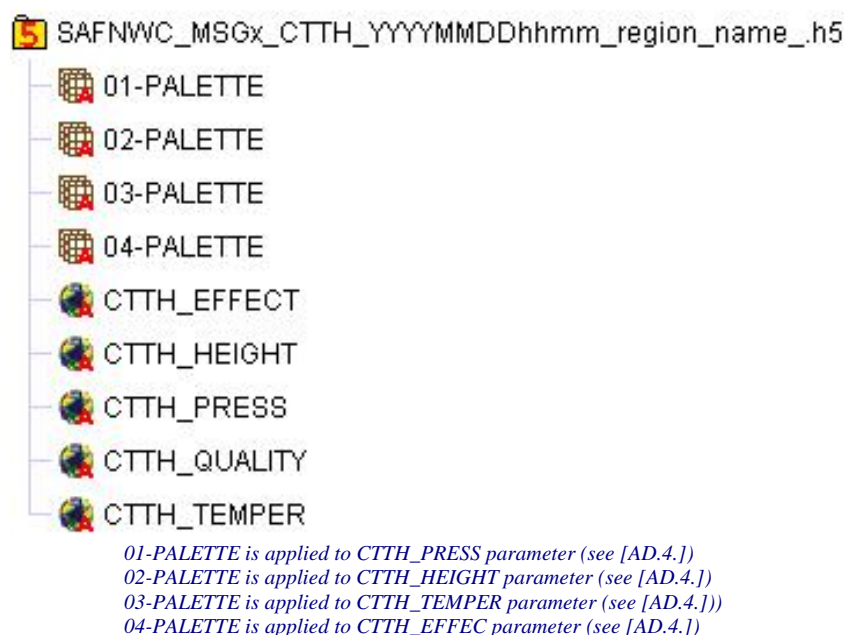 SAFNWC_MSGx_CTTH_YYYYMMDDhhmm_region_name_.h5
01-PALETTE
02-PALETTE
03-PALETTE
04-PALETTE
CTTH_EFFECT
CTTH_HEIGHT
CTTH_PRESS
CTTH_QUALITY
CTTH_TEMPER
01-PALETTE is applied to CTTH_PRESS parameter (see [AD.4.])
02-PALETTE is applied to CTTH_HEIGHT parameter (see [AD.4.])
03-PALETTE is applied to CTTH_TEMPER parameter (see [AD.4.]))
04-PALETTE is applied to CTTH_EFFEC parameter (see [AD.4.])